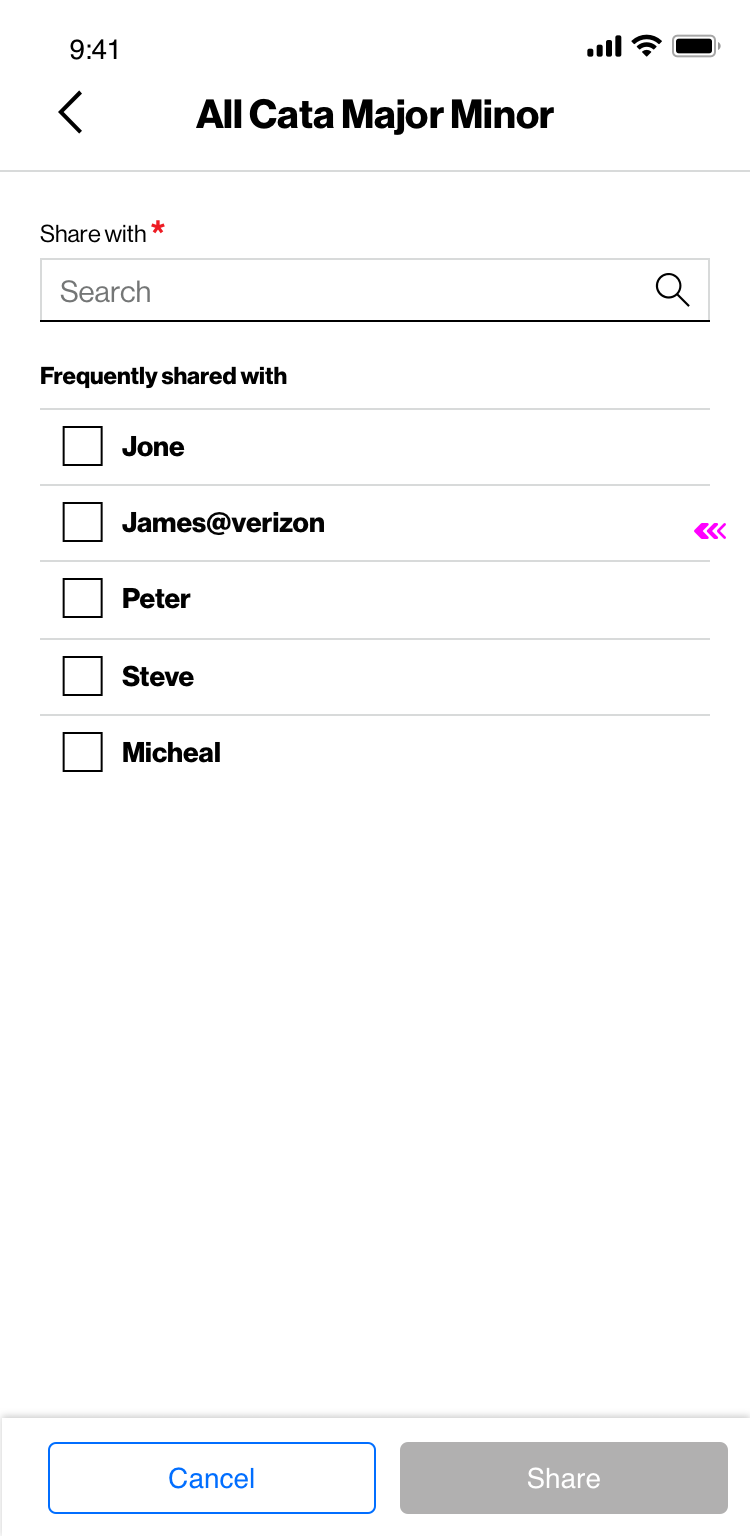 9:41
All Cata Major Minor
Share with *
Search
Frequently shared with
Jone
James@verizon
Peter
Steve
Micheal
Cancel
Share